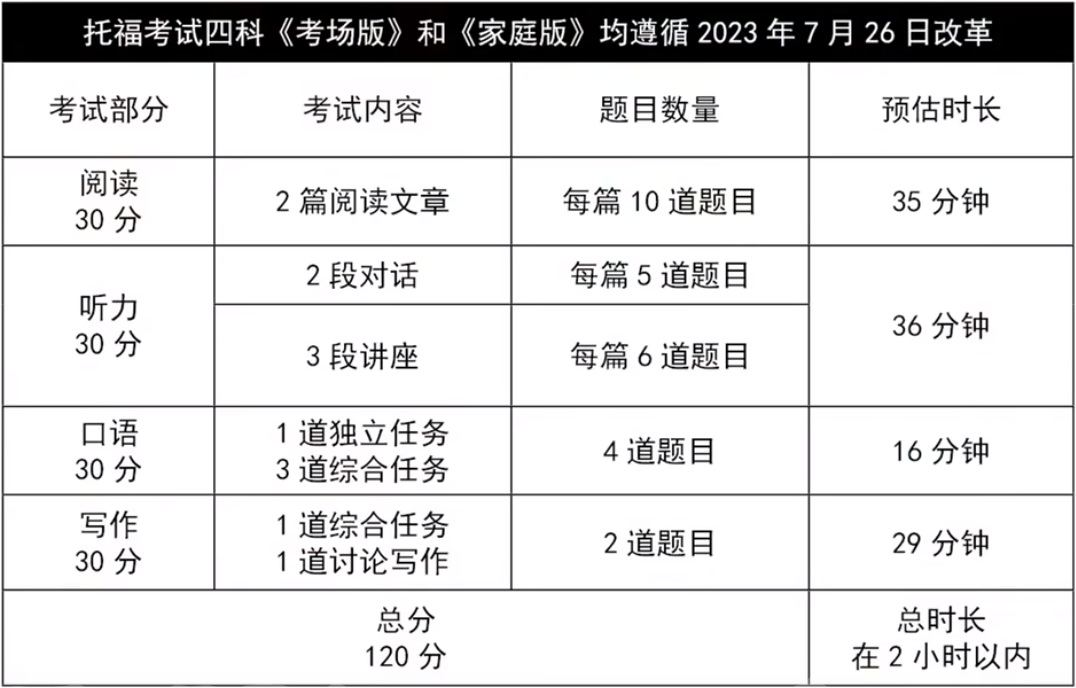 托福考试四科《考场版》和《家庭版》均遵循 2023 年 7 月 26 日改革
考试部分
考试内容
题目数量
预估时长
阅读
30 分
2 篇阅读文章
每篇 10 道题目
35 分钟
听力
30 分
2 段对话
每篇 5 道题目
3 段讲座
每篇 6 道题目
36 分钟
口语
30 分
1 道独立任务
3 道综合任务
4 道题目
16 分钟
写作
30 分
1 道综合任务
1 道讨论写作
2 道题目
29 分钟
总分
120 分
总时长
在 2 小时以内